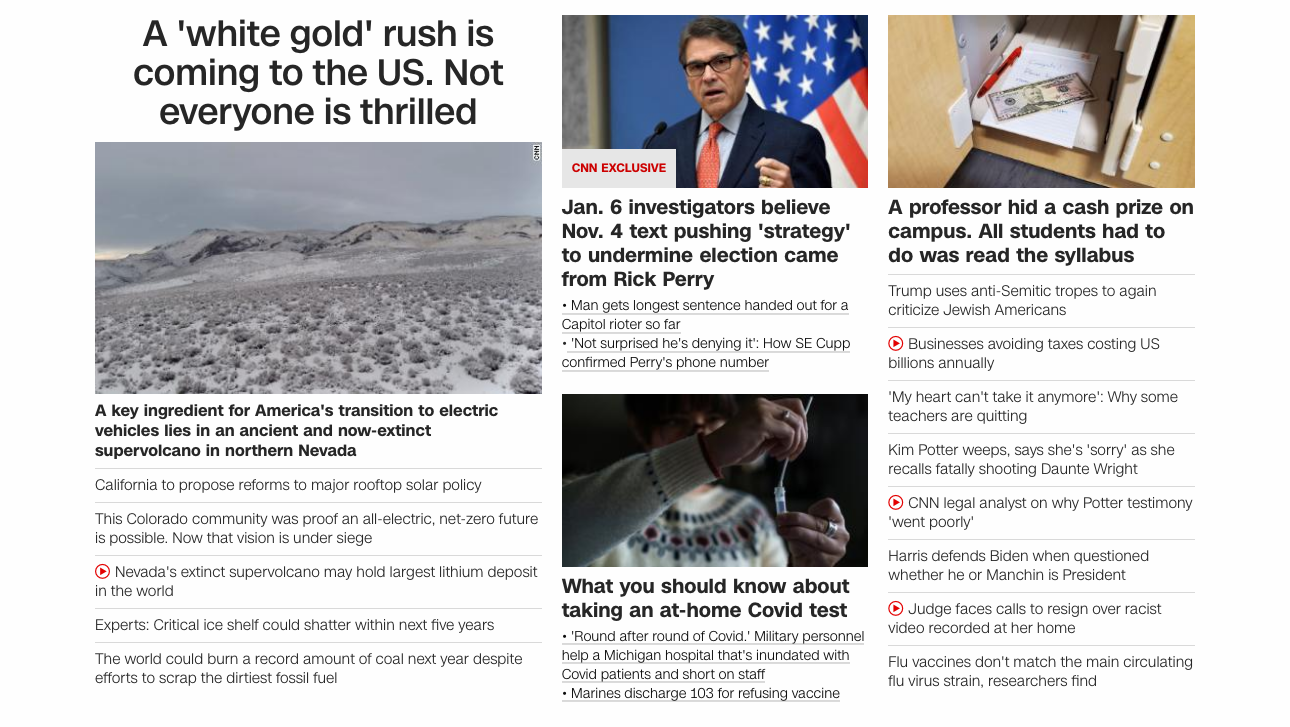 A 'white gold' rush is
coming to the US. Not
everyone is thrilled
CNN
A key ingredient for America's transition to electric
vehicles lies in an ancient and now-extinct
supervolcano in northern Nevada
California to propose reforms to major rooftop solar policy
This Colorado community was proof an all-electric, net-zero future
is possible. Now that vision is under siege
Nevada's extinct supervolcano may hold largest lithium deposit
in the world
Experts: Critical ice shelf could shatter within next five years
The world could burn a record amount of coal next year despite
efforts to scrap the dirtiest fossil fuel
CNN EXCLUSIVE
Jan. 6 investigators believe
Nov. 4 text pushing 'strategy'
to undermine election came
from Rick Perry
• Man gets longest sentence handed out for a
Capitol rioter so far
• 'Not surprised he's denying it': How SE Cupp
confirmed Perry's phone number
What you should know about
taking an at-home Covid test
• 'Round after round of Covid.' Military personnel
help a Michigan hospital that's inundated with
Covid patients and short on staff
• Marines discharge 103 for refusing vaccine
A professor hid a cash prize on
campus. All students had to
do was read the syllabus
Trump uses anti-Semitic tropes to again
criticize Jewish Americans
Businesses avoiding taxes costing US
billions annually
'My heart can't take it anymore': Why some
teachers are quitting
Kim Potter weeps, says she's 'sorry' as she
recalls fatally shooting Daunte Wright
CNN legal analyst on why Potter testimony
'went poorly'
Harris defends Biden when questioned
whether he or Manchin is President
Judge faces calls to resign over racist
video recorded at her home
Flu vaccines don't match the main circulating
flu virus strain, researchers find